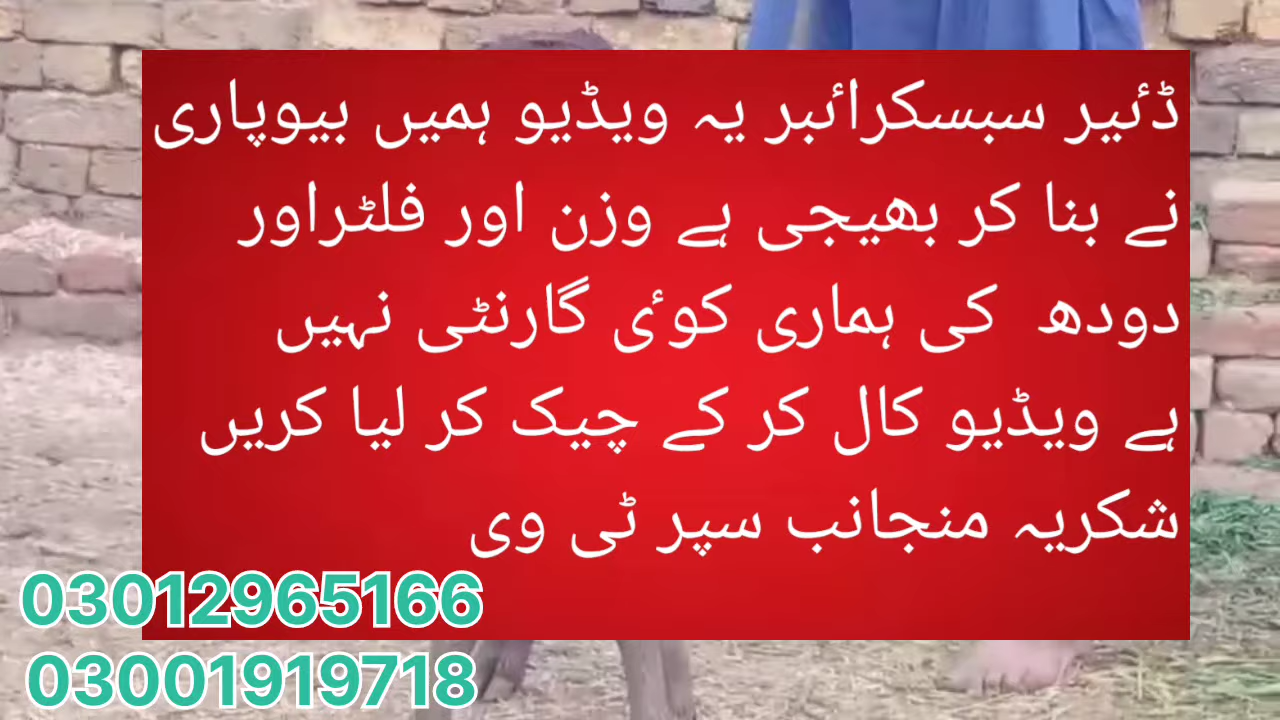 ڈئیر سبسکرائبر یہ ویڈیو ہمیں بیوپاری
نے بنا کر بھیجی ہے وزن اور فلٹراور
دودھ کی ہماری کوئی گارنٹی نہیں
ہے ویڈیو کال کر کے چیک کر لیا کریں
شکریہ منجانب سپر ٹی وی
03012965166
03001919718